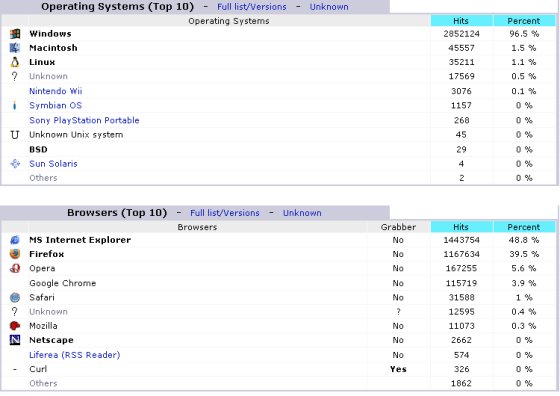 Operating Systems (Top 10) - Full list/Versions - Unknown
Operating Systems Hits Percent
Windows 2852124 96.5 %
Macintosh 45557 1.5 %
Linux 35211 1.1 %
? Unknown 17569 0.5 %
Nintendo Wii 3076 0.1 %
Symbian OS 1157 0 %
Sony PlayStation Portable 268 0 %
Unknown Unix system 45 0 %
BSD 29 0 %
Sun Solaris 4 0 %
Others 2 0 %
Browsers (Top 10) - Full list/Versions - Unknown
Browsers Grabber Hits Percent
MS Internet Explorer No 1443754 48.8 %
Firefox No 1167634 39.5 %
Opera No 167255 5.6 %
Google Chrome No 115719 3.9 %
Safari No 31588 1 %
? Unknown ? 12595 0.4 %
Mozilla No 11073 0.3 %
N Netscape No 2662 0 %
Liferea (RSS Reader) No 574 0 %
- Curl Yes 326 0 %
Others 1862 0 %